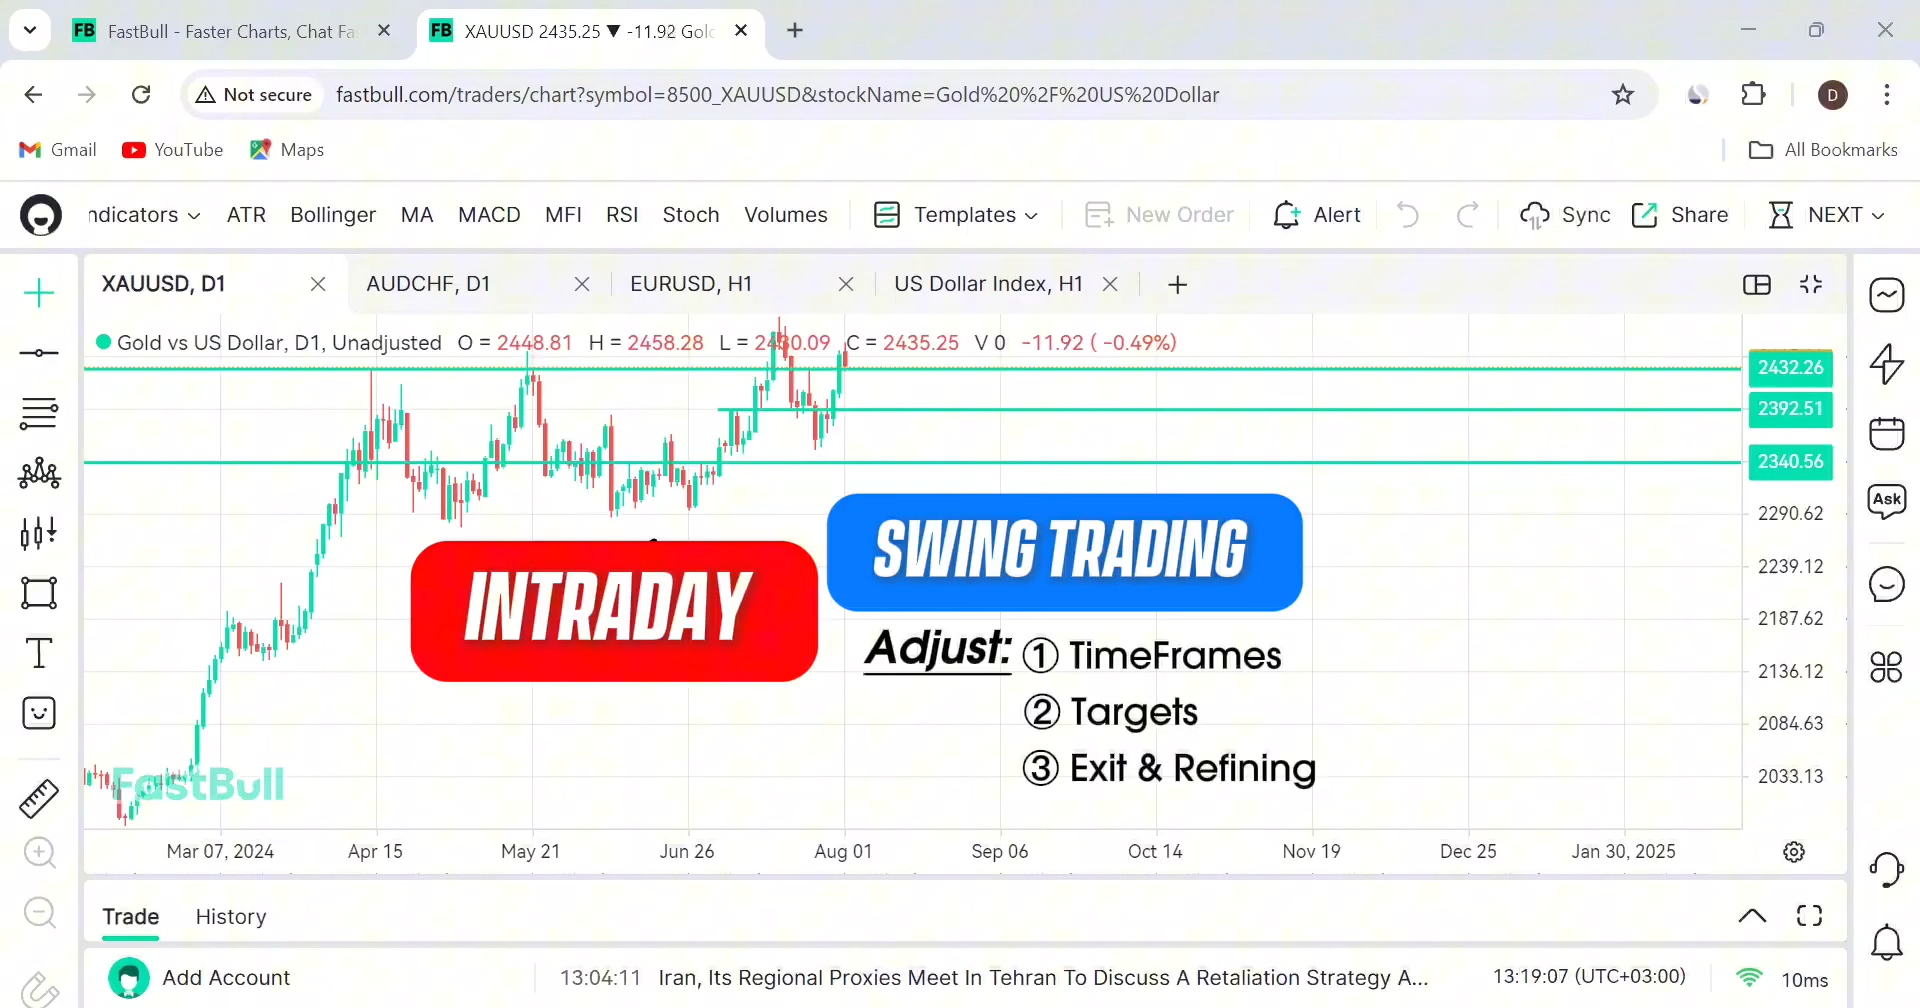 FB FastBull - Faster Charts, Chat Fa
FB XAUUSD 2435.25 ▼ -11.92 Gol
Not secure fastbull.com/traders/chart?symbol=8500_XAUUSD&stockName=Gold%20%2F%20US%20Dollar D
Gmail YouTube Maps All Bookmarks
ndicators ATR Bollinger MA MACD MFI RSI Stoch Volumes Templates New Order Alert Sync Share NEXT
XAUUSD, D1 AUDCHF, D1 EURUSD, H1 US Dollar Index, H1
Gold vs US Dollar, D1, Unadjusted O = 2448.81 H = 2458.28 L = 2430.09 C = 2435.25 V 0 -11.92 ( -0.49%)
2432.26
2392.51
2340.56
2290.62
2239.12
2187.62
2136.12
2084.63
2033.13
Ask
SWING TRADING
INTRADAY
Adjust: ① TimeFrames
② Targets
③ Exit & Refining
FastBull
Mar 07, 2024 Apr 15 May 21 Jun 26 Aug 01 Sep 06 Oct 14 Nov 19 Dec 25 Jan 30, 2025
Trade History
Add Account 13:04:11 Iran, Its Regional Proxies Meet In Tehran To Discuss A Retaliation Strategy A... 13:19:07 (UTC+03:00) 10ms